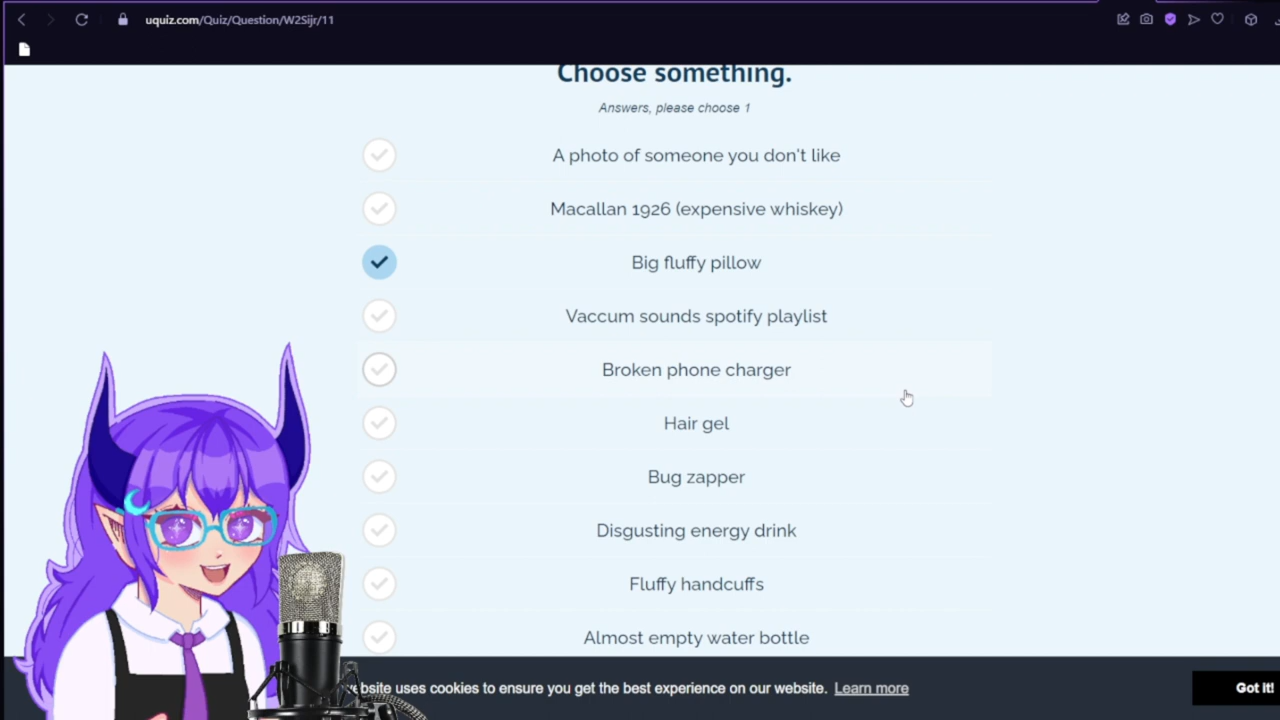 uquiz.com/Quiz/Question/W2Sijr/11
Choose something.
Answers, please choose 1
A photo of someone you don't like
Macallan 1926 (expensive whiskey)
Big fluffy pillow
Vaccum sounds spotify playlist
Broken phone charger
Hair gel
Bug zapper
Disgusting energy drink
Fluffy handcuffs
Almost empty water bottle
ebsite uses cookies to ensure you get the best experience on our website. Learn more
Got it!